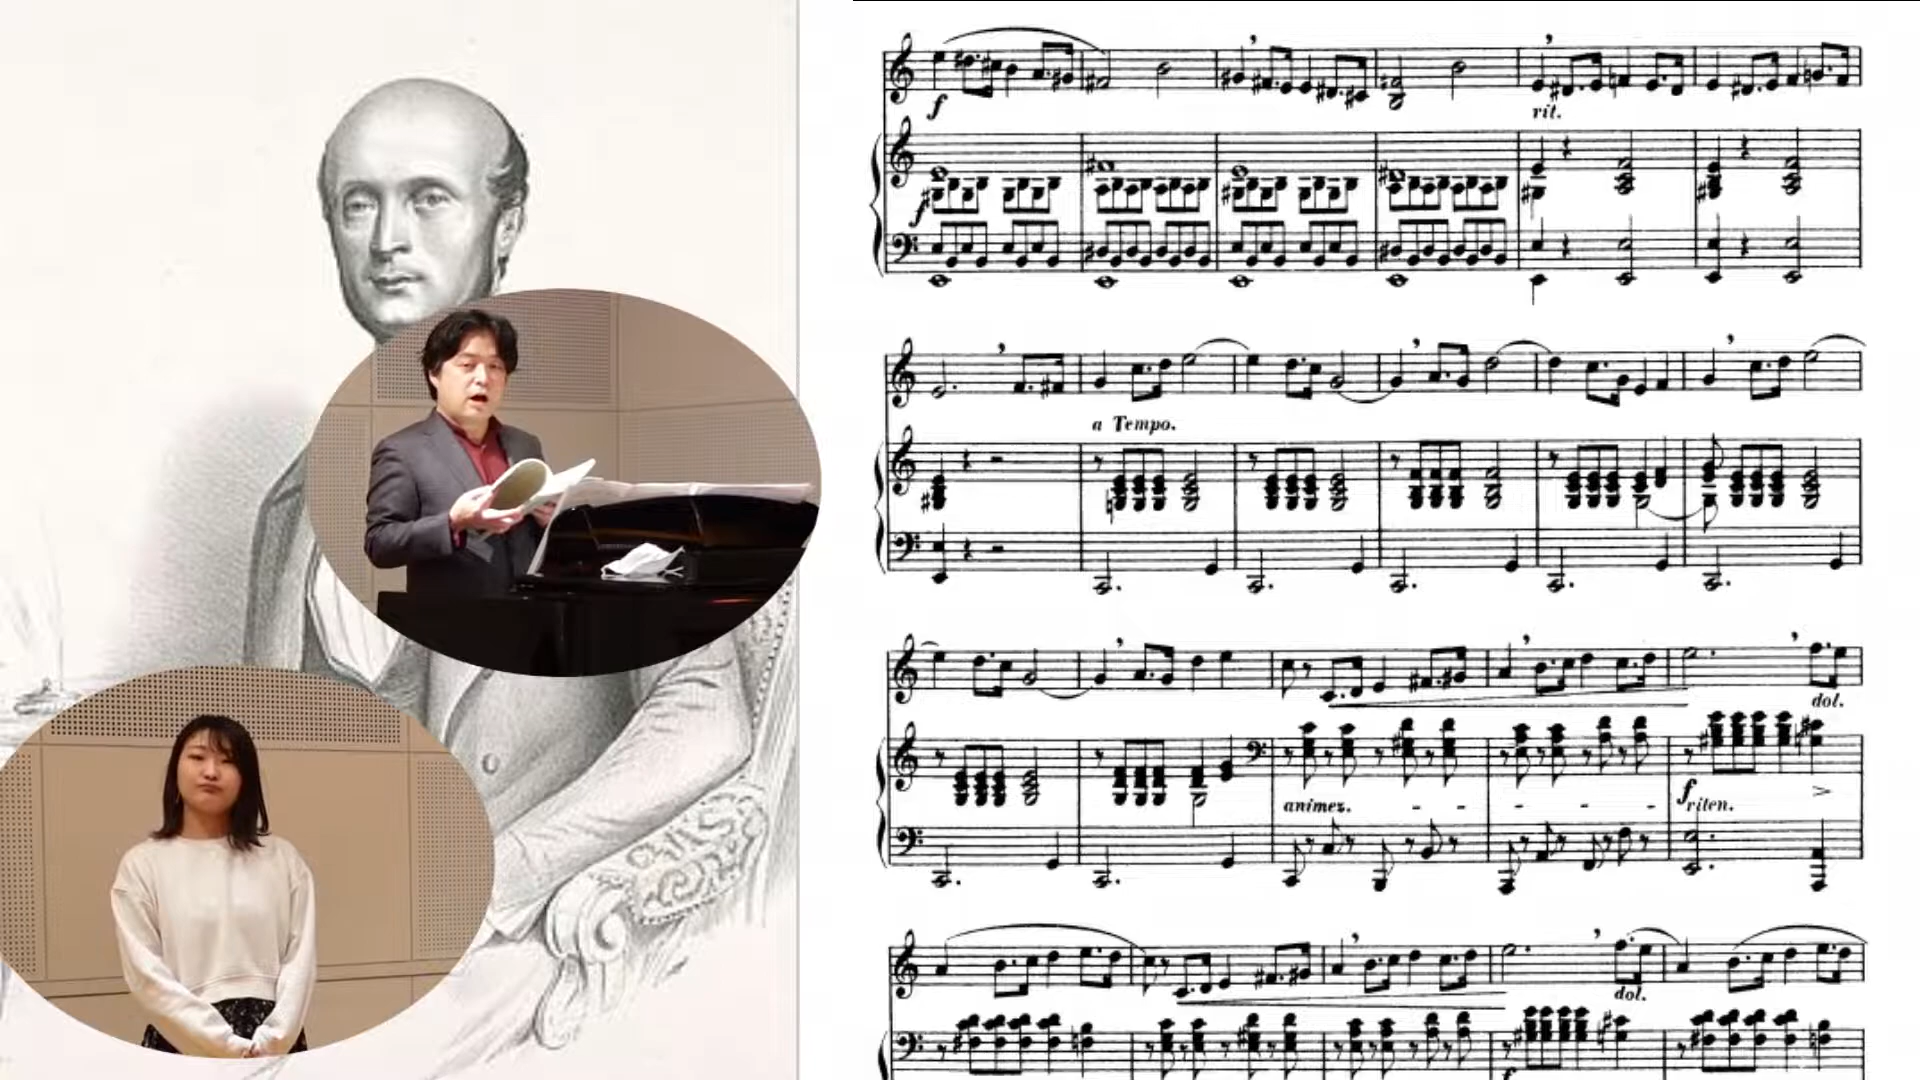 f
rit.
f
a Tempo.
dol.
animez. - - - - -
f riten.
dol.
f